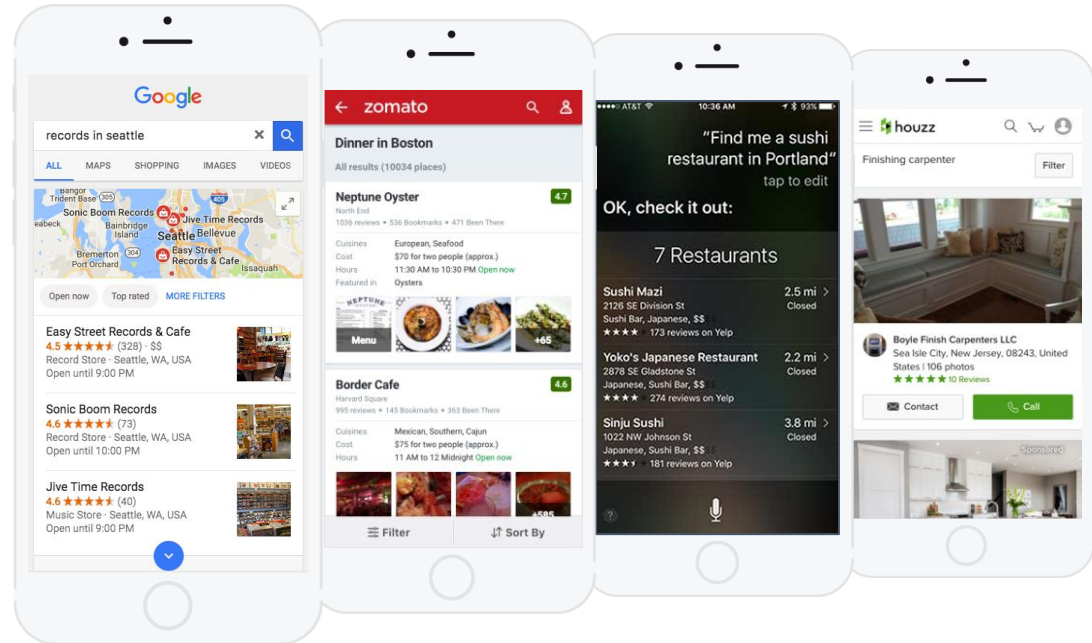 Google
records in seattle
ALL MAPS SHOPPING IMAGES VIDEOS
Bangor
Trident Base 305
405
Sonic Boom Records
Jive Time Records
eabeck
Bainbridge
Island
Seattle Bellevue
Bremerton 304
Port Orchard
Easy Street
Records & Cafe
Issaquah
Open now Top rated MORE FILTERS
Easy Street Records & Cafe
4.5 ★★★★★ (328) · $$
Record Store · Seattle, WA, USA
Open until 9:00 PM
Sonic Boom Records
4.6 ★★★★★ (73)
Record Store · Seattle, WA, USA
Open until 10:00 PM
Jive Time Records
4.6 ★★★★★ (40)
Music Store · Seattle, WA, USA
Open until 9:00 PM
zomato
Dinner in Boston
All results (10034 places)
Neptune Oyster 4.7
North End
1036 reviews • 536 Bookmarks • 471 Been There
Cuisines European, Seafood
Cost $70 for two people (approx.)
Hours 11:30 AM to 10:30 PM Open now
Featured in Oysters
NEPTUNE
Menu +65
Border Cafe 4.6
Harvard Square
995 reviews • 145 Bookmarks • 363 Been There
Cuisines Mexican, Southern, Cajun
Cost $75 for two people (approx.)
Hours 11 AM to 12 Midnight Open now
+585
Filter Sort By
AT&T 10:36 AM 93%
"Find me a sushi
restaurant in Portland"
tap to edit
OK, check it out:
7 Restaurants
Sushi Mazi 2.5 mi >
2126 SE Division St Closed
Sushi Bar, Japanese, $$
★★★★ 173 reviews on Yelp
Yoko's Japanese Restaurant 2.2 mi >
2878 SE Gladstone St Closed
Japanese, Sushi Bar, $$
★★★★ 274 reviews on Yelp
Sinju Sushi 3.8 mi >
1022 NW Johnson St Closed
Japanese, Sushi Bar, $$
★★★ 181 reviews on Yelp
?
houzz
Finishing carpenter Filter
Boyle Finish Carpenters LLC
Sea Isle City, New Jersey, 08243, United
States | 106 photos
★★★★★ 10 Reviews
Contact Call
Sponsored